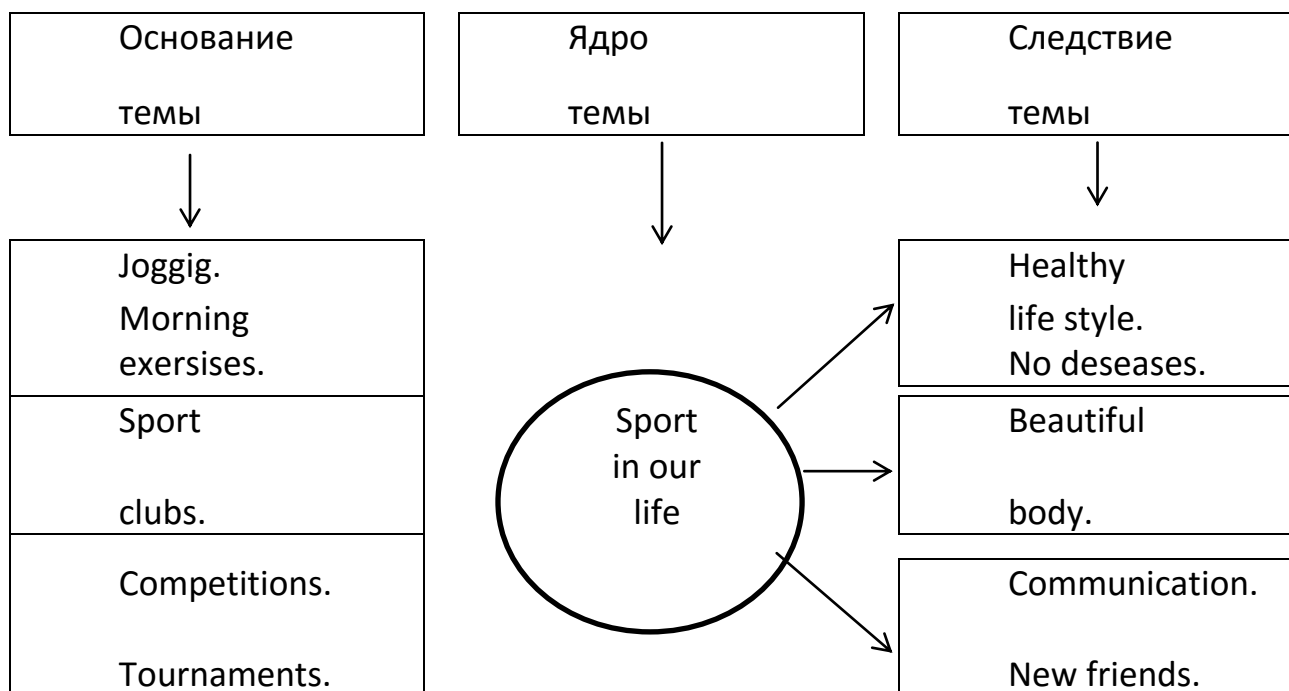 Основание
темы
Ядро
темы
Следствие
темы
Joggig.
Morning
exersises.
Sport
clubs.
Competitions.
Tournaments.
Sport
in our
life
Healthy
life style.
No deseases.
Beautiful
body.
Communication.
New friends.